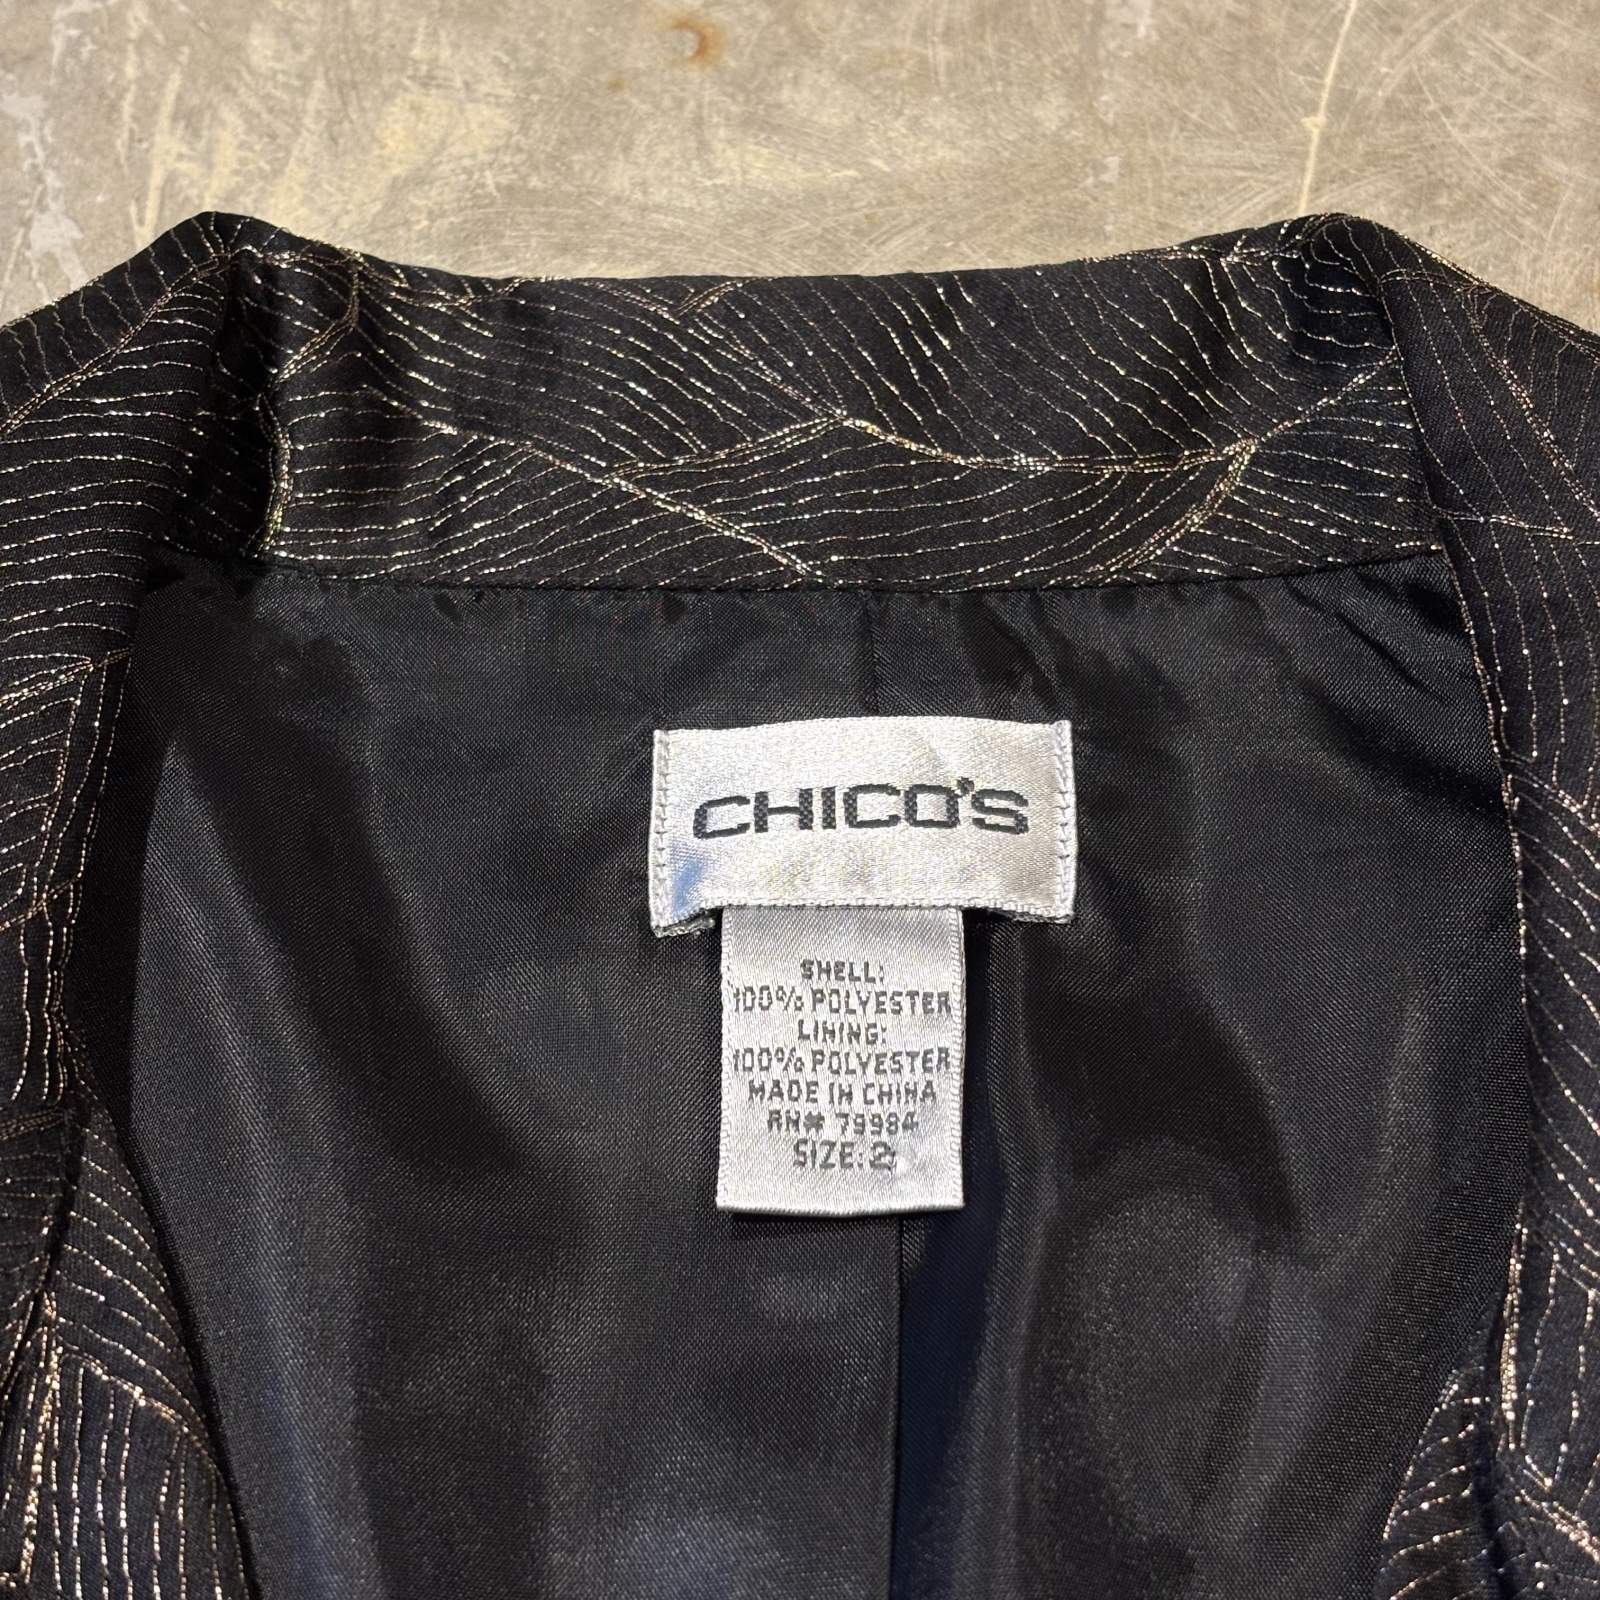 CHICO'S
SHELL:
100% POLYESTER
LINING:
100% POLYESTER
MADE IN CHINA
RN# 79984
SIZE: 2